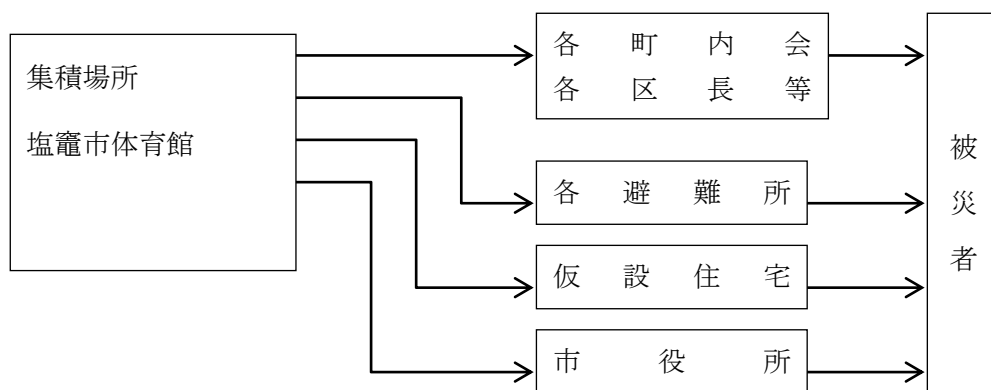 集積場所
塩竈市体育館
各町内会
各区長等
各避難所
仮設住宅
市役所
被災者